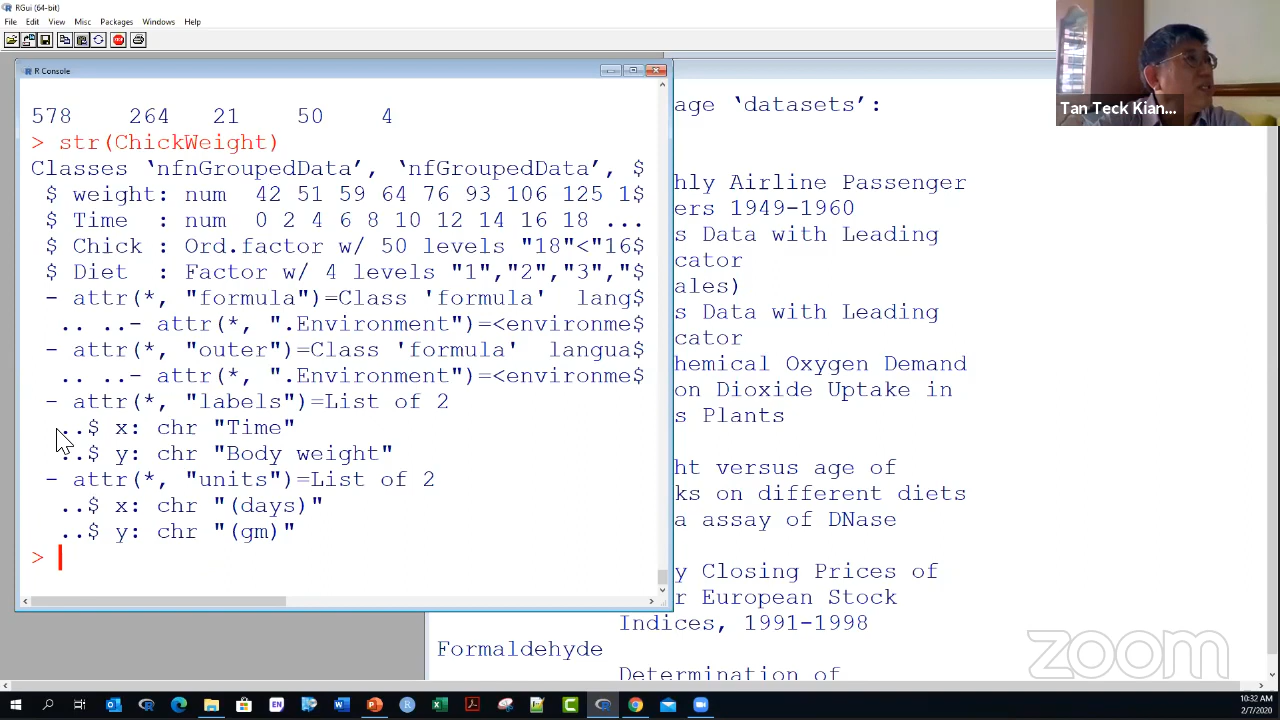 RGui (64-bit)
File Edit View Misc Packages Windows Help
R Console
578 264 21 50 4
> str(ChickWeight)
Classes ‘nfnGroupedData’, ‘nfGroupedData’, $
$ weight: num 42 51 59 64 76 93 106 125 1$
$ Time : num 0 2 4 6 8 10 12 14 16 18 ...
$ Chick : Ord.factor w/ 50 levels "18"<"16$
$ Diet : Factor w/ 4 levels "1","2","3","$
- attr(*, "formula")=Class 'formula' lang$
.. ..- attr(*, ".Environment")=<environme$
- attr(*, "outer")=Class 'formula' langua$
.. ..- attr(*, ".Environment")=<environme$
- attr(*, "labels")=List of 2
..$ x: chr "Time"
..$ y: chr "Body weight"
- attr(*, "units")=List of 2
..$ x: chr "(days)"
..$ y: chr "(gm)"
>
age ‘datasets’:
hly Airline Passenger
ers 1949-1960
s Data with Leading
cator
ales)
s Data with Leading
cator
hemical Oxygen Demand
on Dioxide Uptake in
s Plants
ht versus age of
ks on different diets
a assay of DNase
y Closing Prices of
r European Stock
Indices, 1991-1998
Formaldehyde
Determination of
Tan Teck Kian...
zoom
EN
10:32 AM
2/7/2020